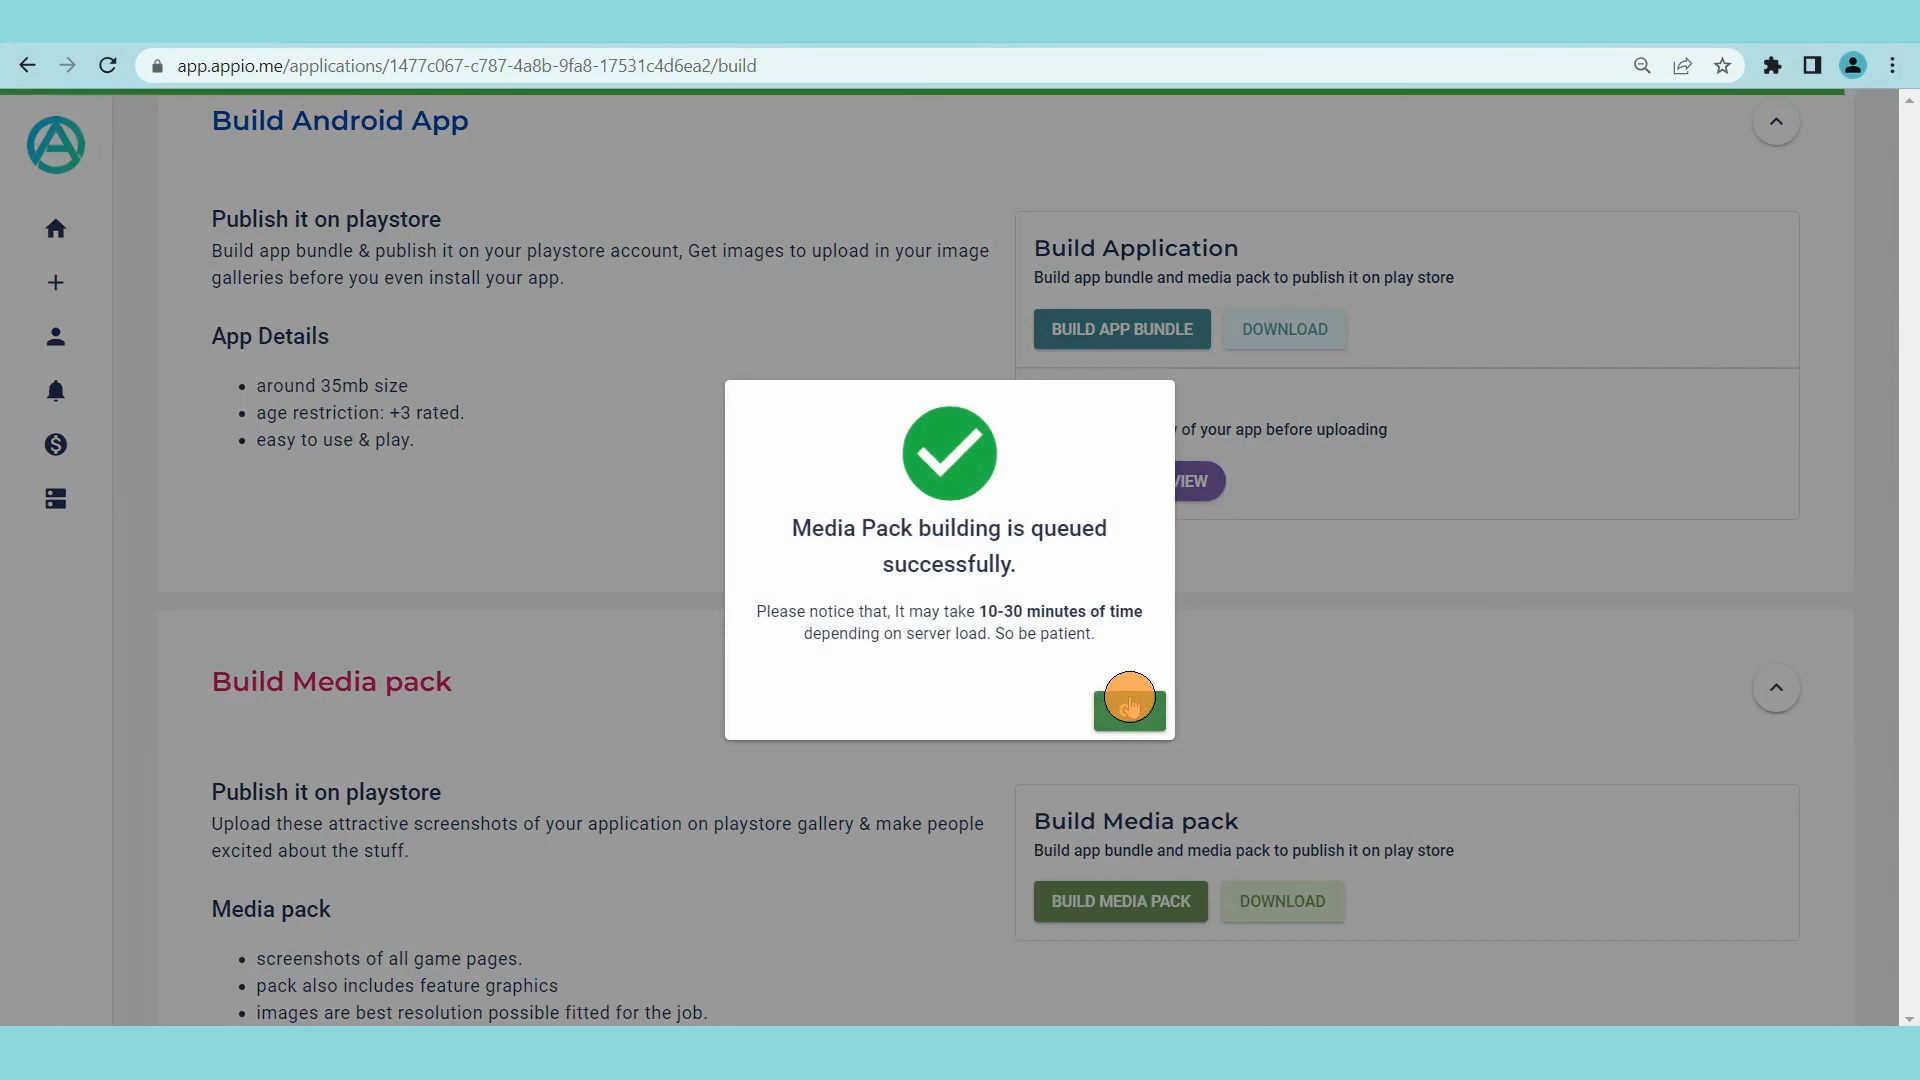 app.appio.me/applications/1477c067-c787-4a8b-9fa8-17531c4d6ea2/build
Build Android App
Publish it on playstore
Build app bundle & publish it on your playstore account, Get images to upload in your image
galleries before you even install your app.
App Details
around 35mb size
age restriction: +3 rated.
easy to use & play.
Build Application
Build app bundle and media pack to publish it on play store
BUILD APP BUNDLE DOWNLOAD
of your app before uploading
Media Pack building is queued
successfully.
Please notice that, It may take 10-30 minutes of time
depending on server load. So be patient.
Build Media pack
Publish it on playstore
Upload these attractive screenshots of your application on playstore gallery & make people
excited about the stuff.
Media pack
screenshots of all game pages.
pack also includes feature graphics
images are best resolution possible fitted for the job.
Build Media pack
Build app bundle and media pack to publish it on play store
BUILD MEDIA PACK DOWNLOAD